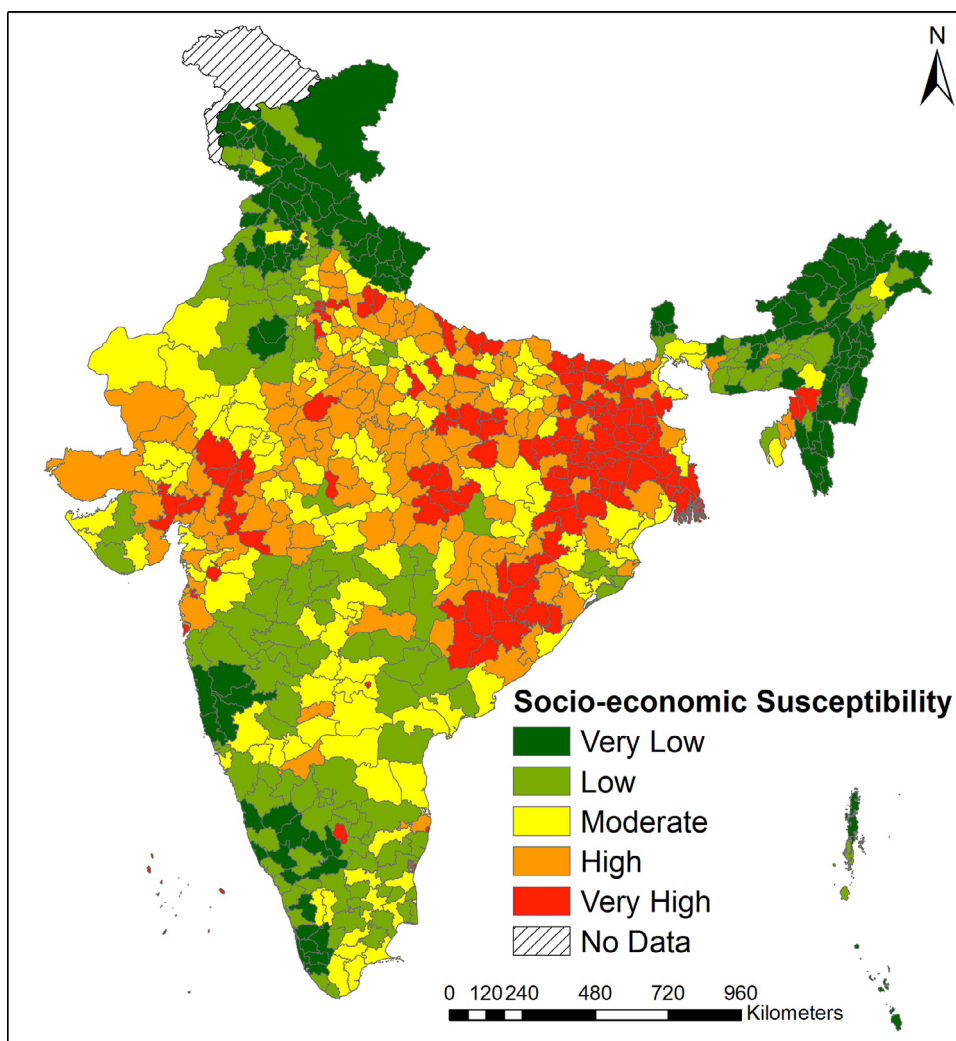 N
Socio-economic Susceptibility
Very Low
Low
Moderate
High
Very High
No Data
0 120 240 480 720 960
Kilometers